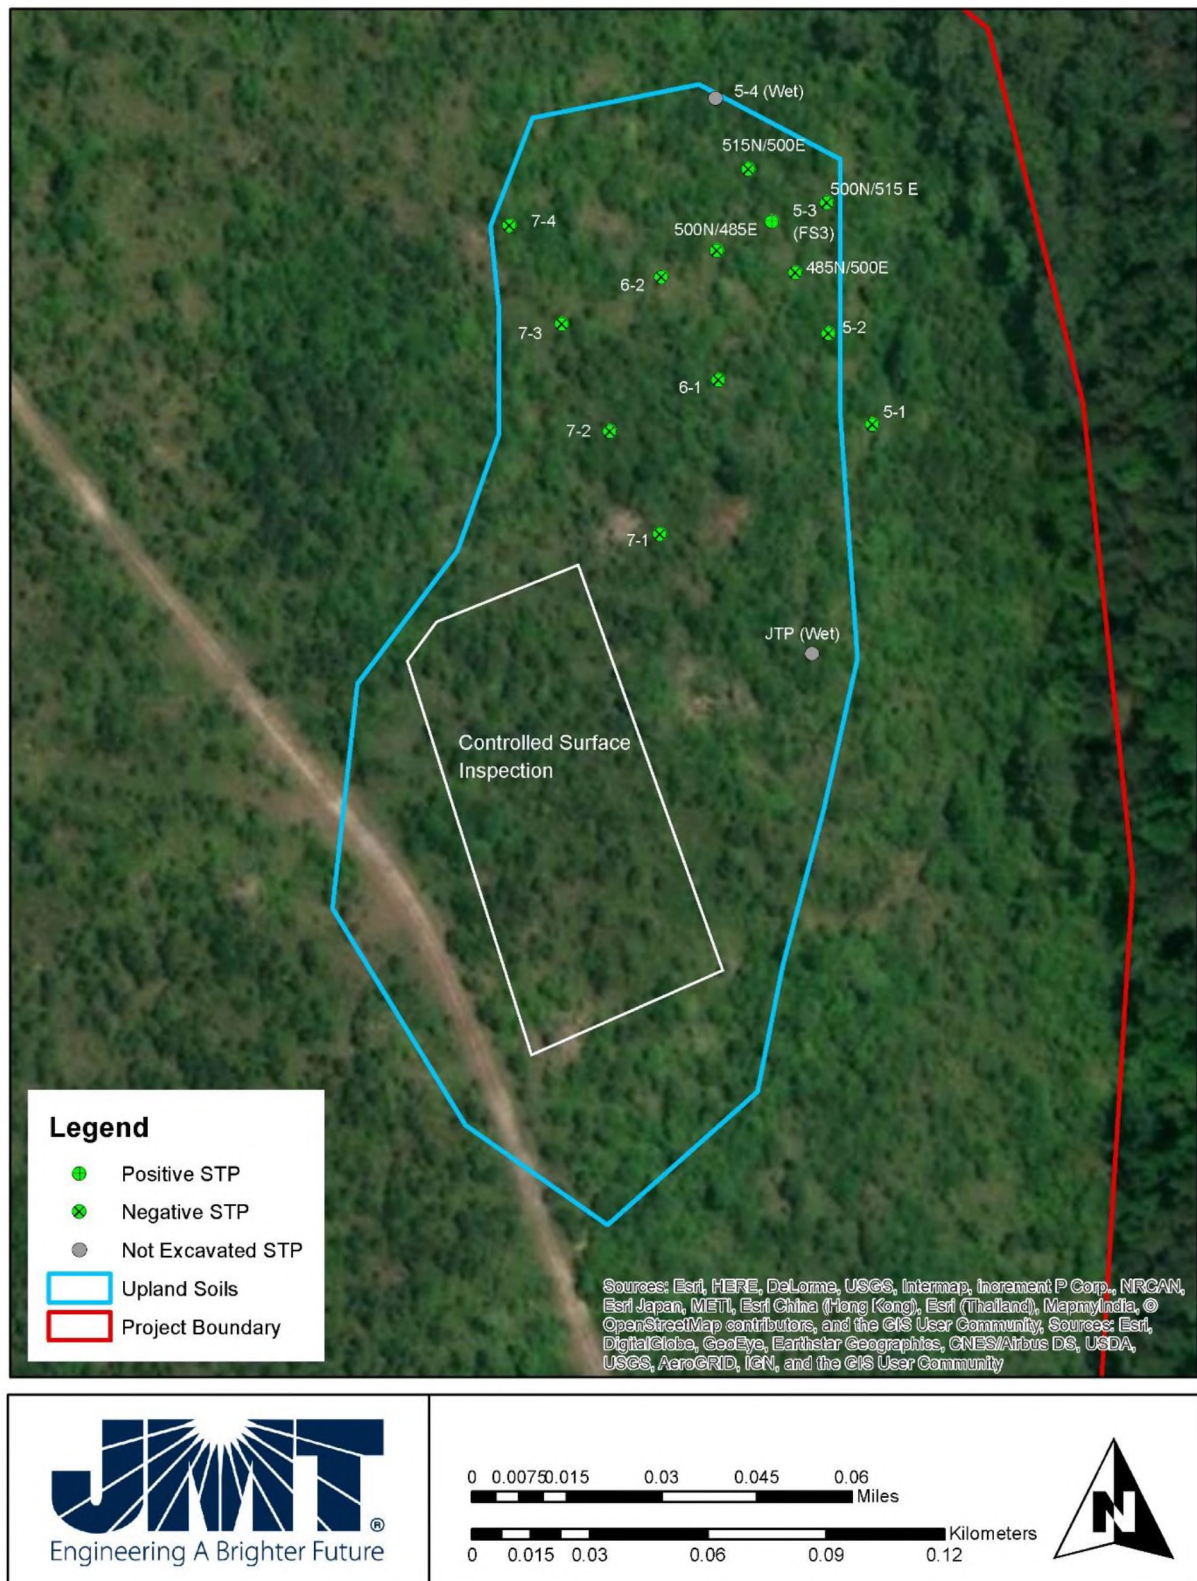 5-4 (Wet)
515N/500E
500N/515 E
5-3
(FS3)
7-4
500N/485E
485N/500E
6-2
7-3
5-2
6-1
5-1
7-2
7-1
JTP (Wet)
Controlled Surface
Inspection
Legend
Positive STP
Negative STP
Not Excavated STP
Upland Soils
Project Boundary
Sources: Esri, HERE, DeLorme, USGS, Intermap, increment P Corp., NRCAN,
Esri Japan, METI, Esri China (Hong Kong), Esri (Thailand), MapmyIndia, ©
OpenStreetMap contributors, and the GIS User Community, Sources: Esri,
DigitalGlobe, GeoEye, Earthstar Geographics, CNES/Airbus DS, USDA,
USGS, AeroGRID, IGN, and the GIS User Community
JMT®
Engineering A Brighter Future
0 0.0075 0.015 0.03 0.045 0.06
Miles
Kilometers
0 0.015 0.03 0.06 0.09 0.12
N